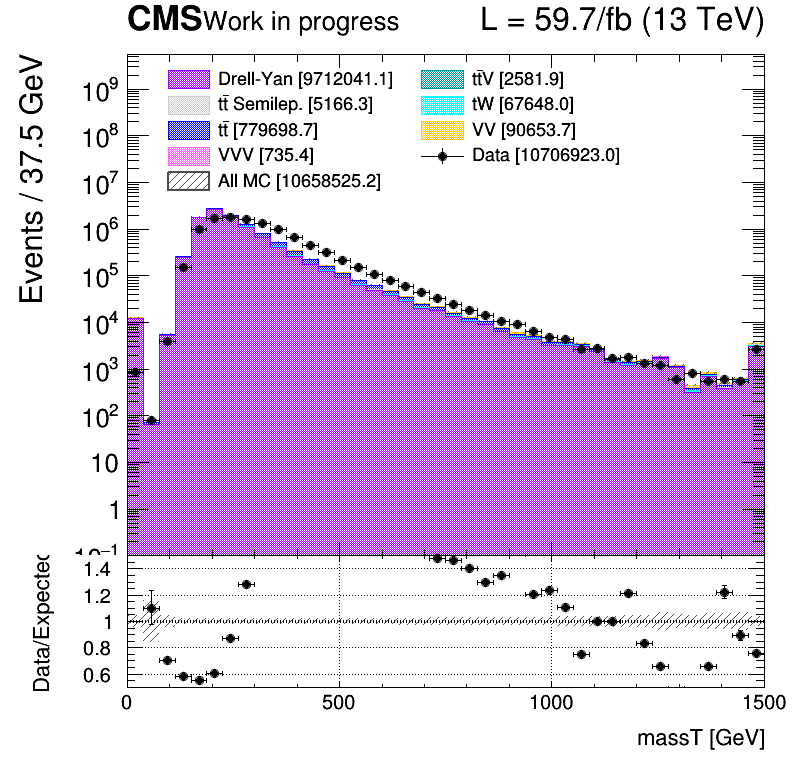 CMS Work in progress L = 59.7/fb (13 TeV)
Events / 37.5 GeV
10⁹
10⁸
10⁷
10⁶
10⁵
10⁴
10³
10²
10
1
10⁻¹
Drell-Yan [9712041.1]
tt̄ Semilep. [5166.3]
tt̄ [779698.7]
VVV [735.4]
All MC [10658525.2]
tt̄V [2581.9]
tW [67648.0]
VV [90653.7]
Data [10706923.0]
Data/Expected
1.4
1.2
1
0.8
0.6
0 500 1000 1500
massT [GeV]